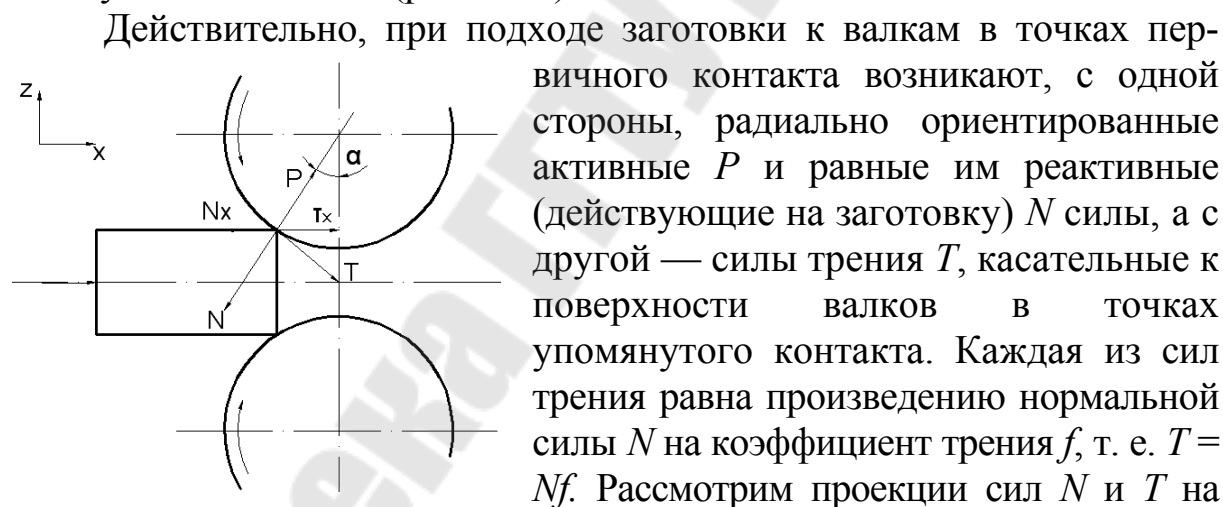 Действительно, при подходе заготовки к валкам в точках пер-
вичного контакта возникают, с одной
стороны, радиально ориентированные
активные P и равные им реактивные
(действующие на заготовку) N силы, а с
другой — силы трения T, касательные к
поверхности валков в точках
упомянутого контакта. Каждая из сил
трения равна произведению нормальной
силы N на коэффициент трения f, т. е. T =
Nf. Рассмотрим проекции сил N и T на
z
x
α
P
Nx
τx
T
N